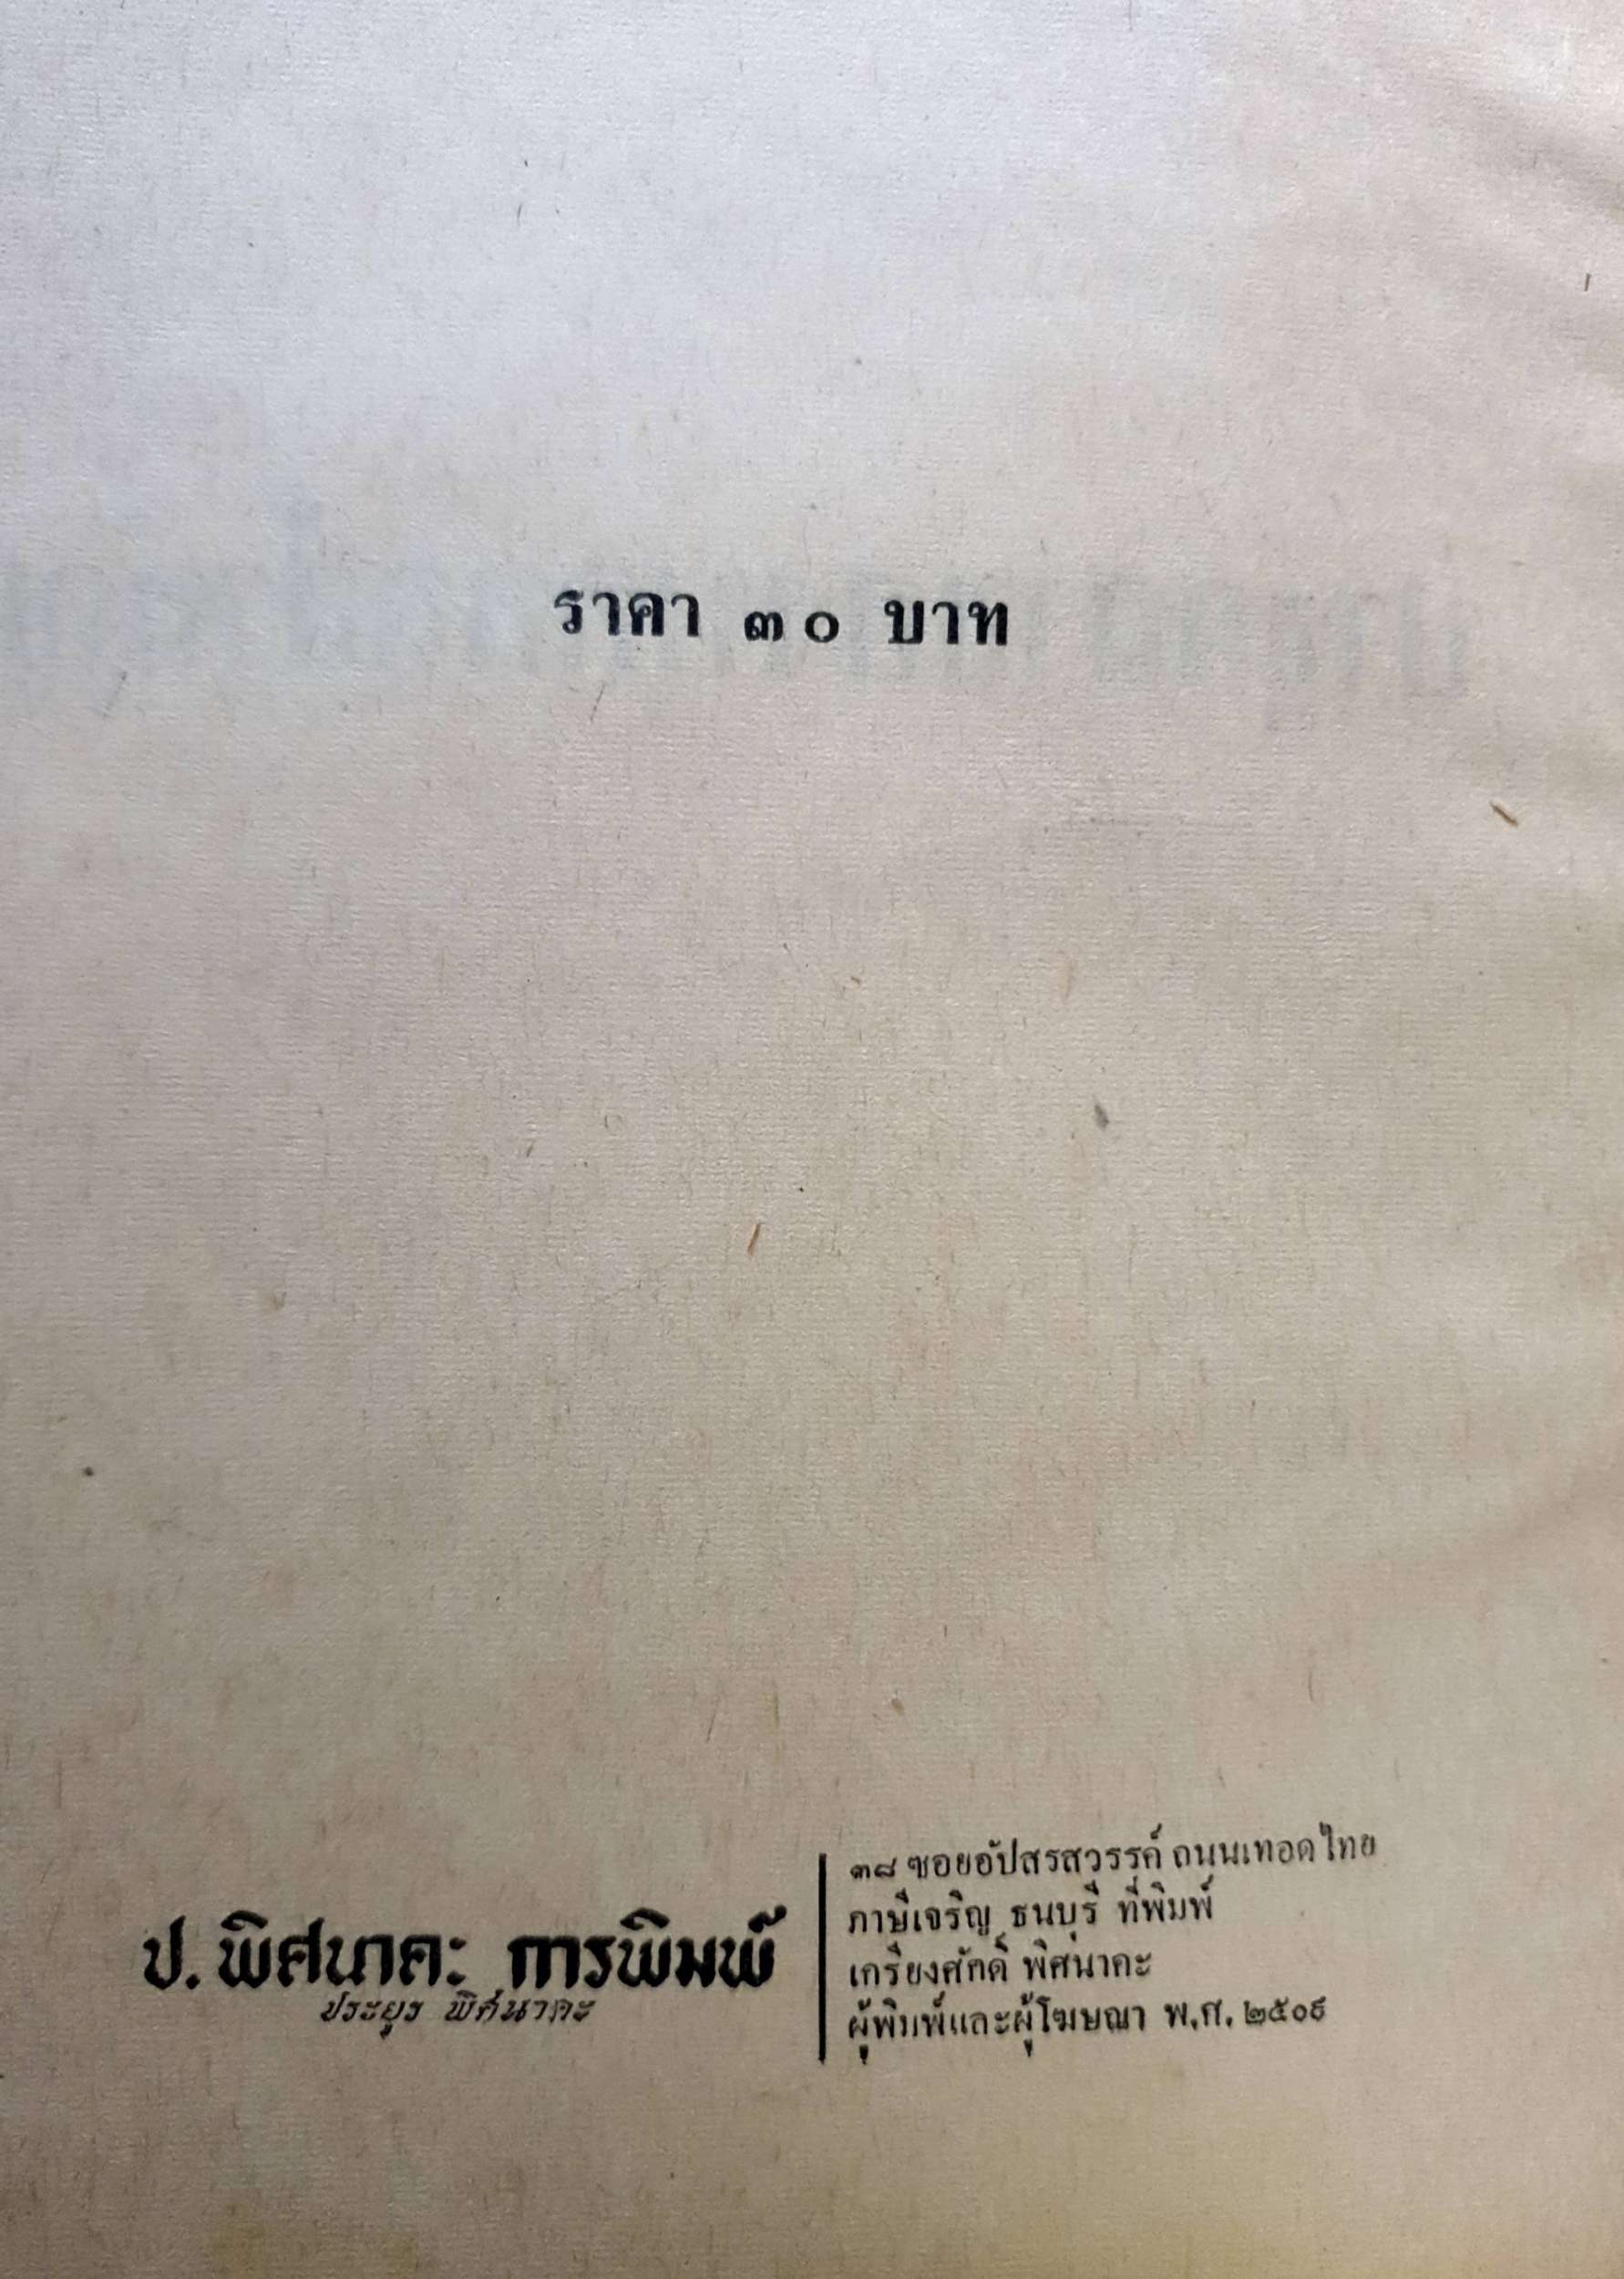 ราคา ๓๐ บาท
ป. พิศนาคะ การพิมพ์
ประยูร พิศนาคะ
๓๘ ซอยอัปสรสวรรค์ ถนนเทอดไทย
ภาษีเจริญ ธนบุรี ที่พิมพ์
เกรียงศักดิ์ พิศนาคะ
ผู้พิมพ์และผู้โฆษณา พ.ศ. ๒๕๐๙